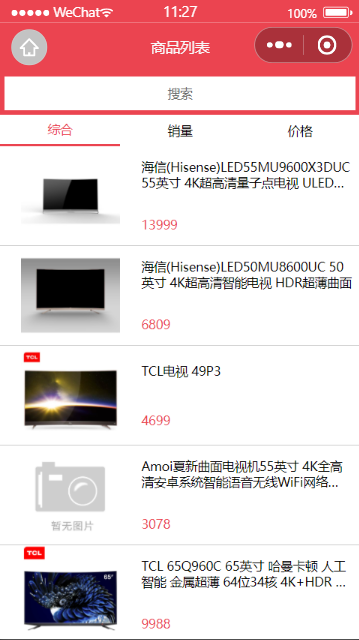 WeChat 11:27 100%
商品列表
搜索
综合 销量 价格
海信(Hisense)LED55MU9600X3DUC
55英寸 4K超高清量子点电视 ULED...
13999
海信(Hisense)LED50MU8600UC 50
英寸 4K超高清智能电视 HDR超薄曲面
6809
TCL
TCL电视 49P3
4699
Amoi夏新曲面电视机55英寸 4K全高
清安卓系统智能语音无线WiFi网络...
暂无图片
3078
TCL
TCL 65Q960C 65英寸 哈曼卡顿 人工
智能 金属超薄 64位34核 4K+HDR ...
65"
9988